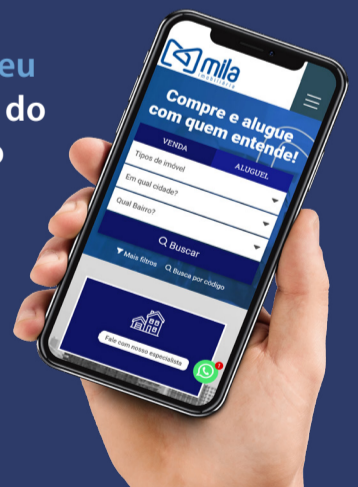 eu
do
o
mila
imobiliária
Compre e alugue
com quem entende!
VENDA
ALUGUEL
Tipos de imóvel
Em qual cidade?
Qual Bairro?
Buscar
Mais filtros
Busca por código
Fale com nosso especialista